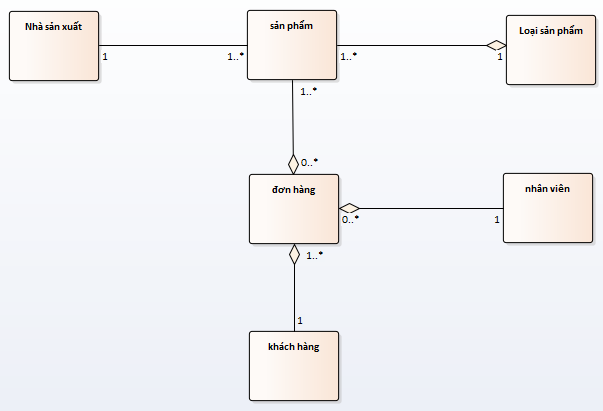 Nhà sản xuất
sản phẩm
Loại sản phẩm
1
1..*
1..*
1
1..*
0..*
đơn hàng
nhân viên
0..*
1
1..*
1
khách hàng